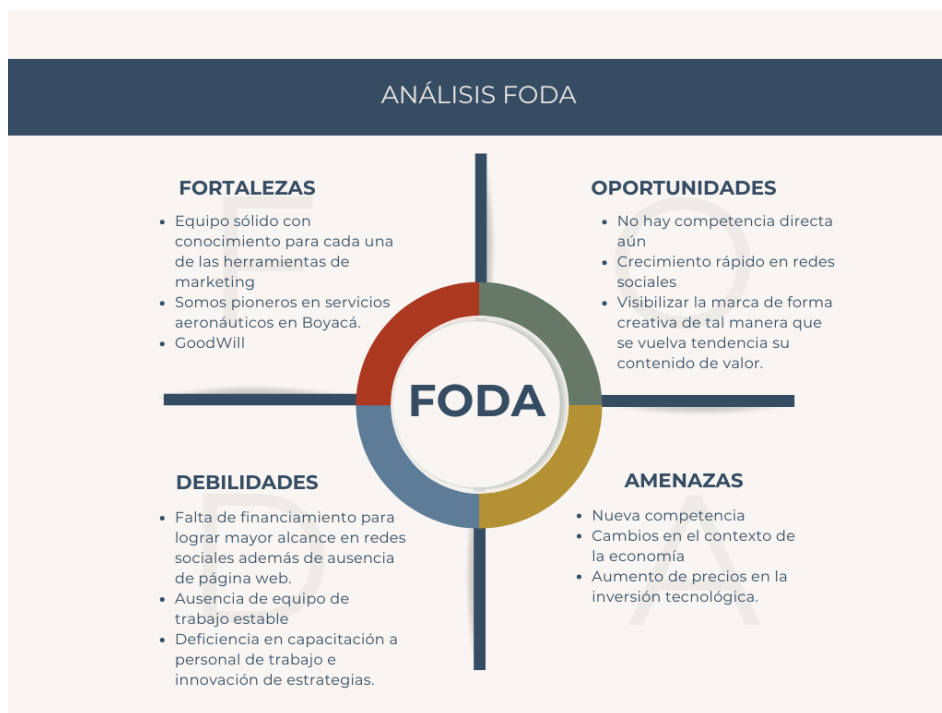 ANÁLISIS FODA
FORTALEZAS
• Equipo sólido con
conocimiento para cada una
de las herramientas de
marketing
• Somos pioneros en servicios
aeronáuticos en Boyacá.
• GoodWill
OPORTUNIDADES
• No hay competencia directa
aún
• Crecimiento rápido en redes
sociales
• Visibilizar la marca de forma
creativa de tal manera que
se vuelva tendencia su
contenido de valor.
FODA
DEBILIDADES
• Falta de financiamiento para
lograr mayor alcance en redes
sociales además de ausencia
de página web.
• Ausencia de equipo de
trabajo estable
• Deficiencia en capacitación a
personal de trabajo e
innovación de estrategias.
AMENAZAS
• Nueva competencia
• Cambios en el contexto de
la economía
• Aumento de precios en la
inversión tecnológica.
F
O
D
A